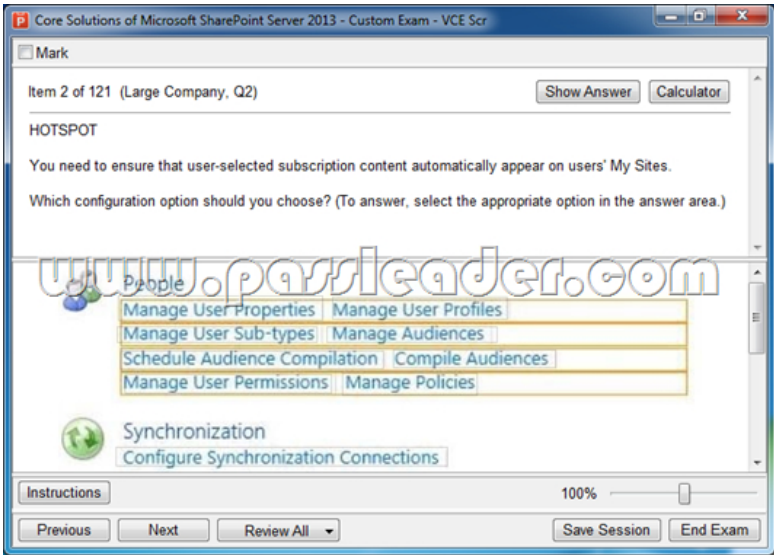 Core Solutions of Microsoft SharePoint Server 2013 - Custom Exam - VCE Scr
Mark
Item 2 of 121 (Large Company, Q2)
Show Answer Calculator
HOTSPOT
You need to ensure that user-selected subscription content automatically appear on users' My Sites.
Which configuration option should you choose? (To answer, select the appropriate option in the answer area.)
www.passleader.com
People
Manage User Properties Manage User Profiles
Manage User Sub-types Manage Audiences
Schedule Audience Compilation Compile Audiences
Manage User Permissions Manage Policies
Synchronization
Configure Synchronization Connections
Instructions 100%
Previous Next Review All Save Session End Exam